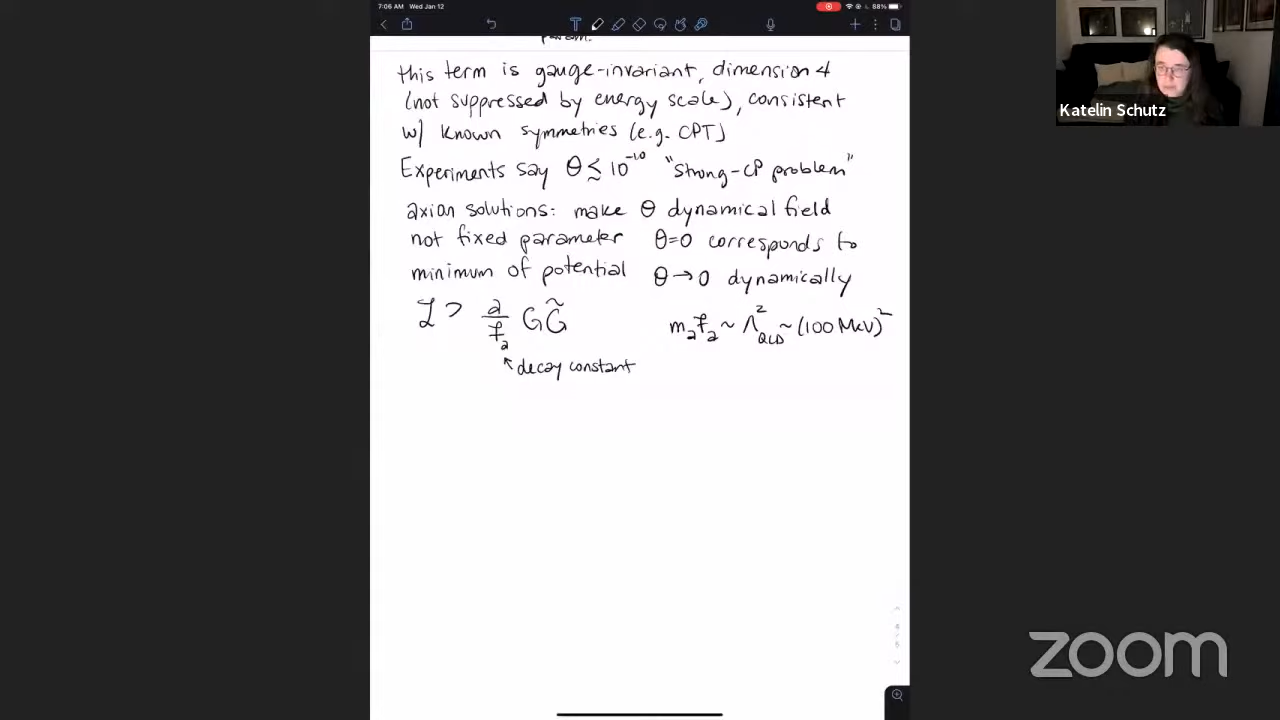 7:06 AM Wed Jan 12
88%
param.
this term is gauge-invariant, dimension 4
(not suppressed by energy scale), consistent
w/ known symmetries (e.g. CPT)
Experiments say θ ≲ 10^-10 "strong-CP problem"
axion solutions: make θ dynamical field
not fixed parameter θ=0 corresponds to
minimum of potential θ→0 dynamically
ℒ ⊃ a/f_a GG̃ m_a f_a ~ Λ²_QCD ~ (100 MeV)²
↖ decay constant
Katelin Schutz
zoom